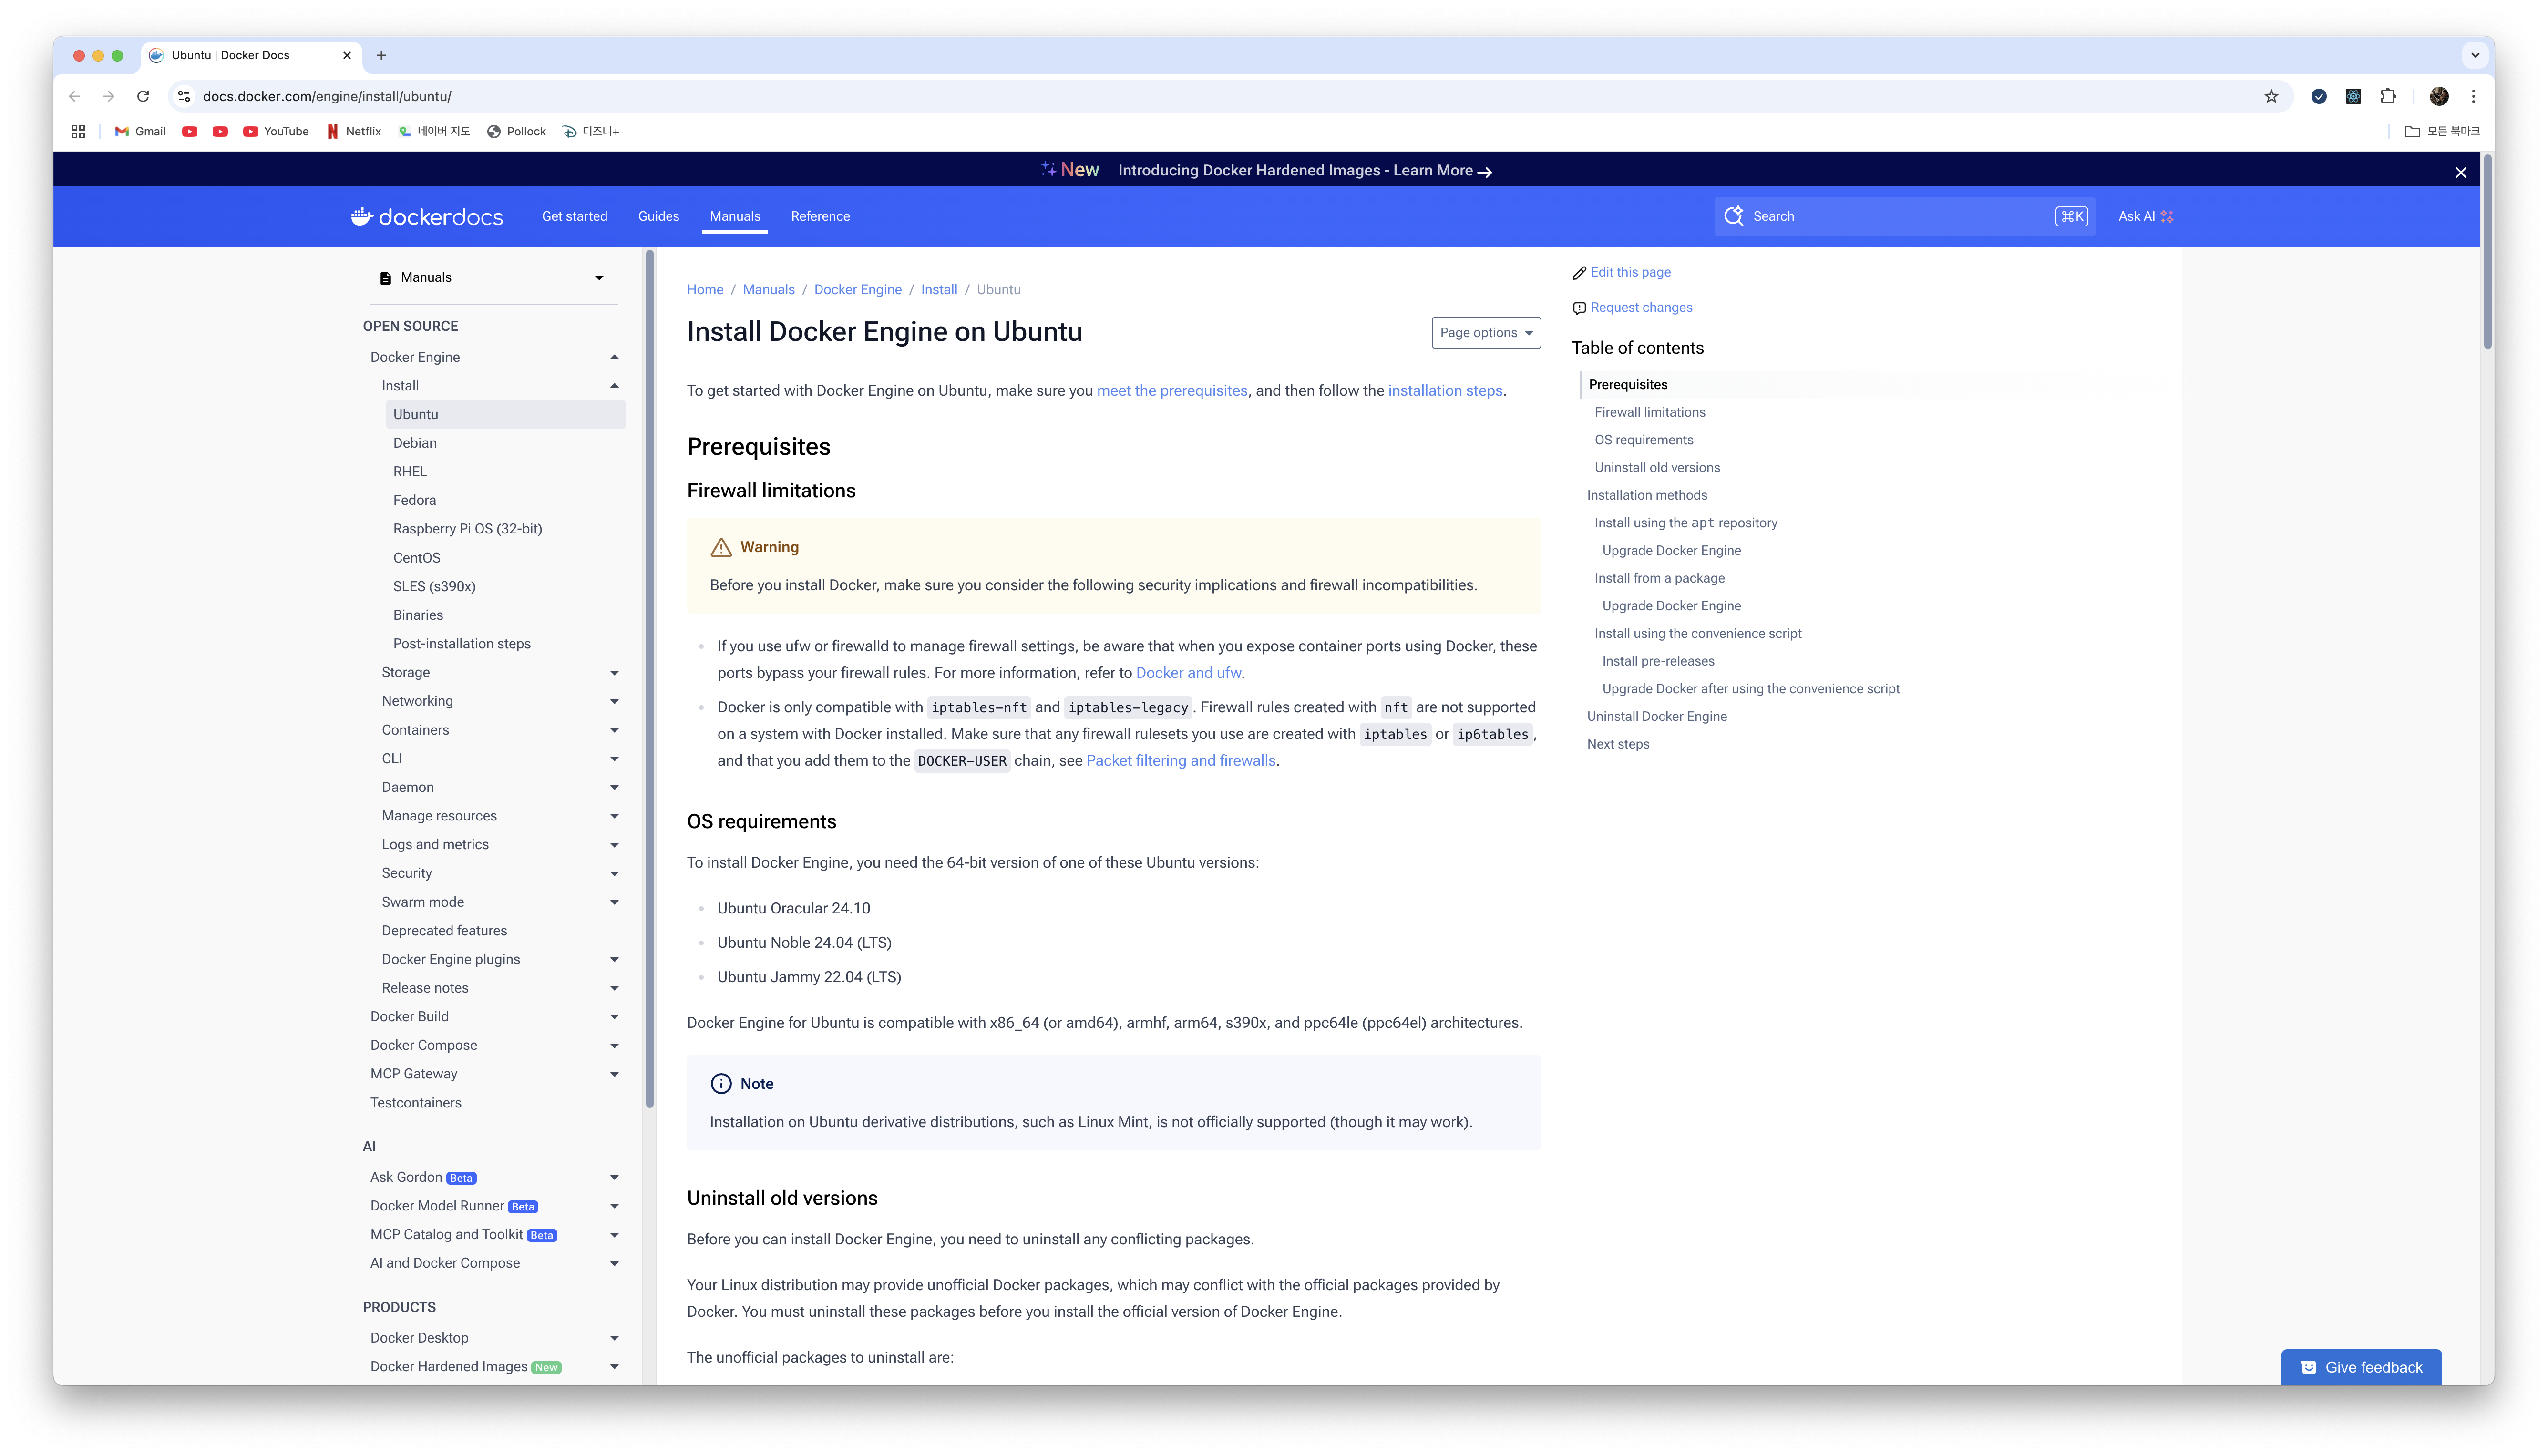 Ubuntu | Docker Docs
docs.docker.com/engine/install/ubuntu/
Gmail
YouTube
Netflix
네이버 지도
Pollock
디즈니+
모든 북마크
New Introducing Docker Hardened Images - Learn More →
dockerdocs
Get started
Guides
Manuals
Reference
Search
⌘K
Ask AI
Manuals
OPEN SOURCE
Docker Engine
Install
Ubuntu
Debian
RHEL
Fedora
Raspberry Pi OS (32-bit)
CentOS
SLES (s390x)
Binaries
Post-installation steps
Storage
Networking
Containers
CLI
Daemon
Manage resources
Logs and metrics
Security
Swarm mode
Deprecated features
Docker Engine plugins
Release notes
Docker Build
Docker Compose
MCP Gateway
Testcontainers
AI
Ask Gordon Beta
Docker Model Runner Beta
MCP Catalog and Toolkit Beta
AI and Docker Compose
PRODUCTS
Docker Desktop
Docker Hardened Images New
Home / Manuals / Docker Engine / Install / Ubuntu
Install Docker Engine on Ubuntu
Page options
To get started with Docker Engine on Ubuntu, make sure you meet the prerequisites, and then follow the installation steps.
Prerequisites
Firewall limitations
Warning
Before you install Docker, make sure you consider the following security implications and firewall incompatibilities.
If you use ufw or firewalld to manage firewall settings, be aware that when you expose container ports using Docker, these
ports bypass your firewall rules. For more information, refer to Docker and ufw.
Docker is only compatible with iptables-nft and iptables-legacy. Firewall rules created with nft are not supported
on a system with Docker installed. Make sure that any firewall rulesets you use are created with iptables or ip6tables,
and that you add them to the DOCKER-USER chain, see Packet filtering and firewalls.
OS requirements
To install Docker Engine, you need the 64-bit version of one of these Ubuntu versions:
Ubuntu Oracular 24.10
Ubuntu Noble 24.04 (LTS)
Ubuntu Jammy 22.04 (LTS)
Docker Engine for Ubuntu is compatible with x86_64 (or amd64), armhf, arm64, s390x, and ppc64le (ppc64el) architectures.
Note
Installation on Ubuntu derivative distributions, such as Linux Mint, is not officially supported (though it may work).
Uninstall old versions
Before you can install Docker Engine, you need to uninstall any conflicting packages.
Your Linux distribution may provide unofficial Docker packages, which may conflict with the official packages provided by
Docker. You must uninstall these packages before you install the official version of Docker Engine.
The unofficial packages to uninstall are:
Edit this page
Request changes
Table of contents
Prerequisites
Firewall limitations
OS requirements
Uninstall old versions
Installation methods
Install using the apt repository
Upgrade Docker Engine
Install from a package
Upgrade Docker Engine
Install using the convenience script
Install pre-releases
Upgrade Docker after using the convenience script
Uninstall Docker Engine
Next steps
Give feedback